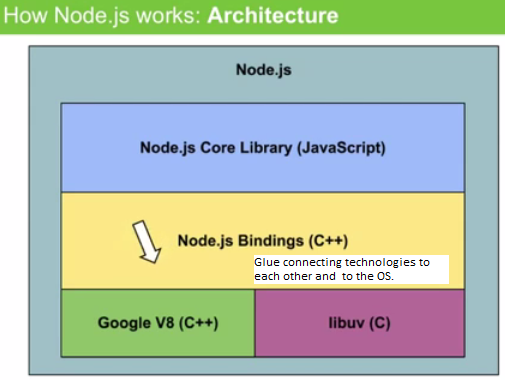 How Node.js works: Architecture
Node.js
Node.js Core Library (JavaScript)
Node.js Bindings (C++)
Glue connecting technologies to
each other and to the OS.
Google V8 (C++)
libuv (C)